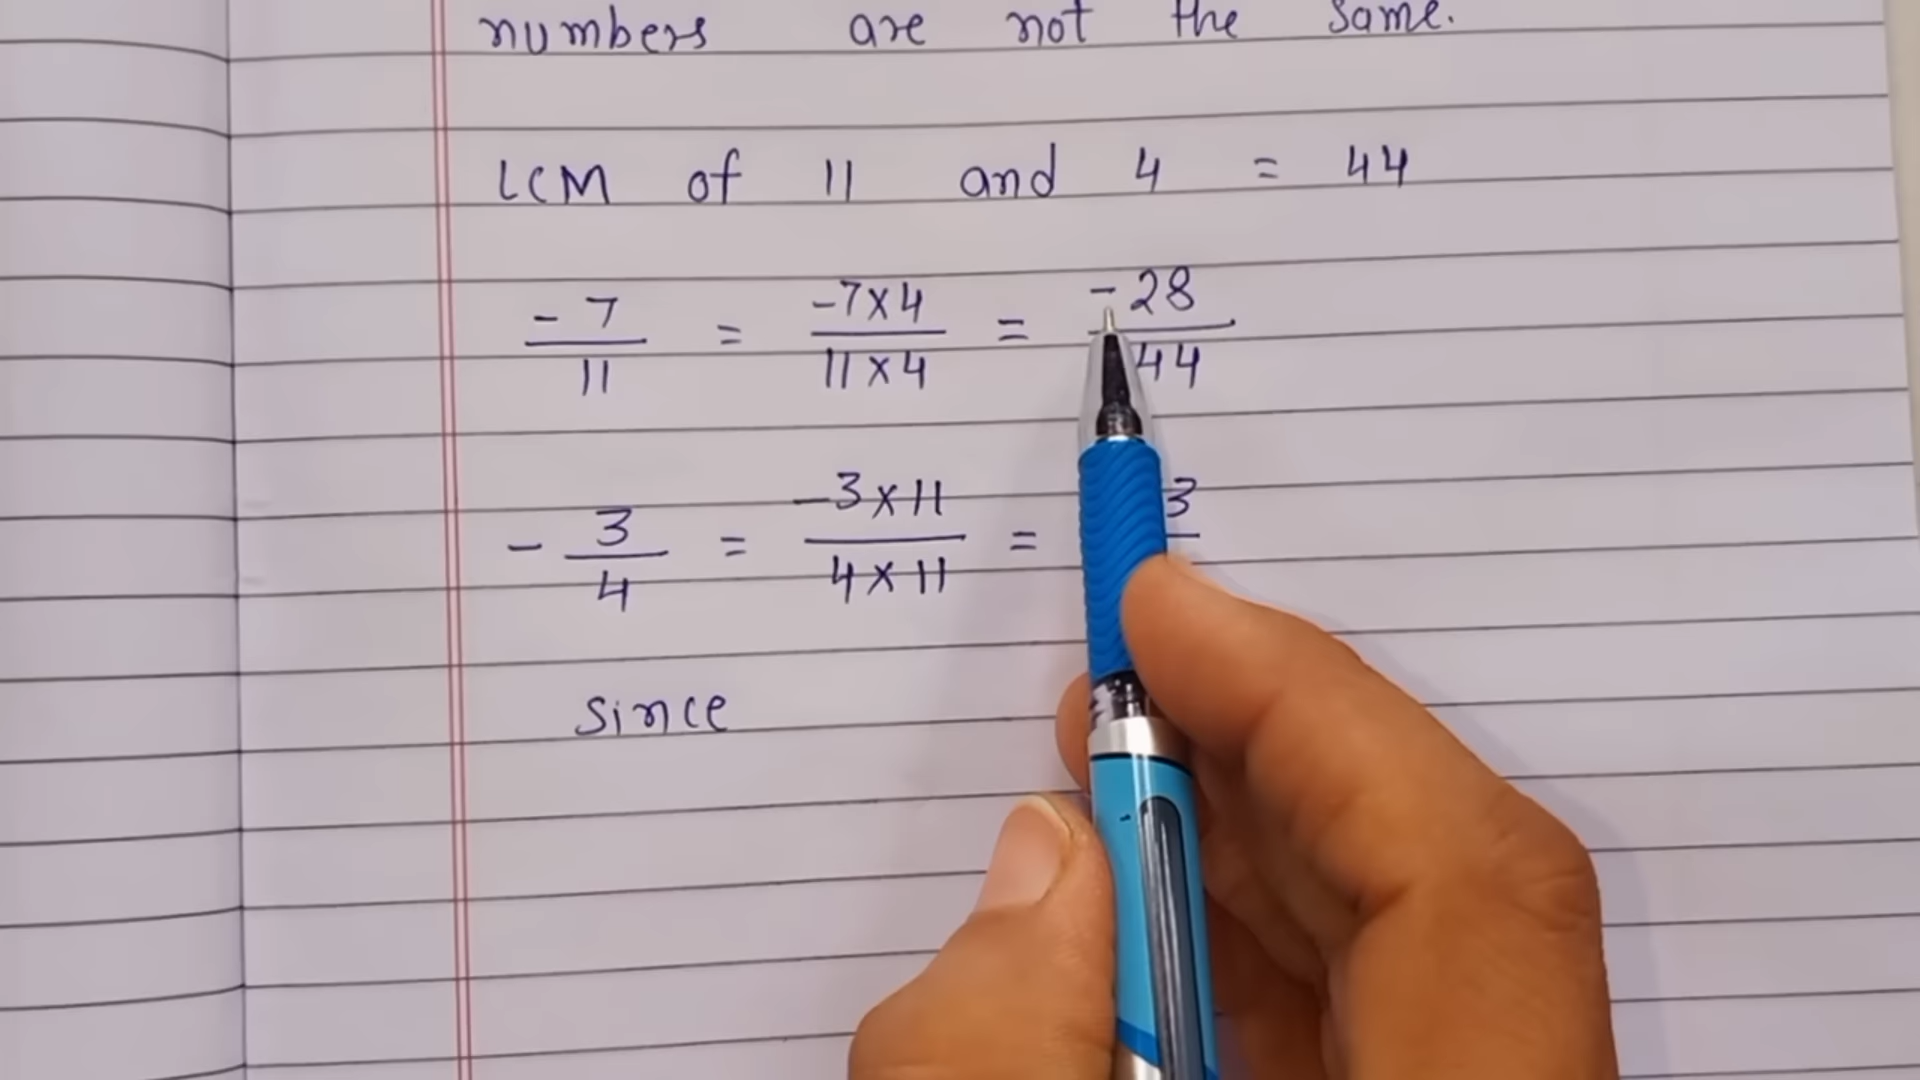 numbers are not the same.
LCM of 11 and 4 = 44
-7/11 = -7x4/11x4 = -28/44
-3/4 = -3x11/4x11 = 3
since